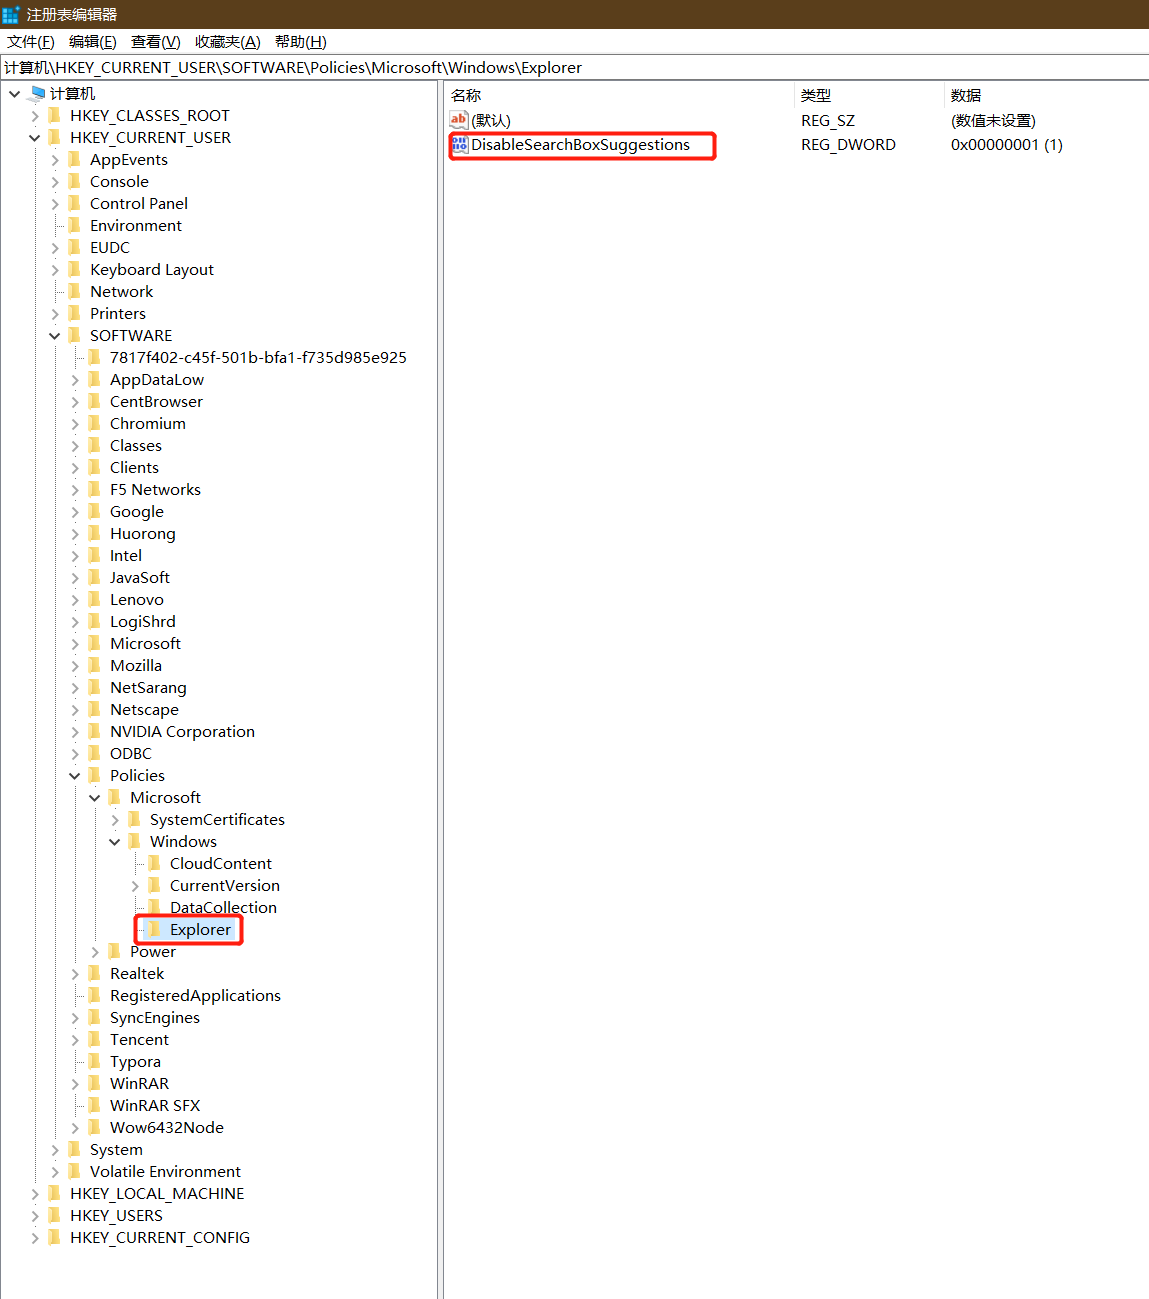 注册表编辑器
文件(F) 编辑(E) 查看(V) 收藏夹(A) 帮助(H)
计算机\HKEY_CURRENT_USER\SOFTWARE\Policies\Microsoft\Windows\Explorer
计算机
HKEY_CLASSES_ROOT
HKEY_CURRENT_USER
AppEvents
Console
Control Panel
Environment
EUDC
Keyboard Layout
Network
Printers
SOFTWARE
7817f402-c45f-501b-bfa1-f735d985e925
AppDataLow
CentBrowser
Chromium
Classes
Clients
F5 Networks
Google
Huorong
Intel
JavaSoft
Lenovo
LogiShrd
Microsoft
Mozilla
NetSarang
Netscape
NVIDIA Corporation
ODBC
Policies
Microsoft
SystemCertificates
Windows
CloudContent
CurrentVersion
DataCollection
Explorer
Power
Realtek
RegisteredApplications
SyncEngines
Tencent
Typora
WinRAR
WinRAR SFX
Wow6432Node
System
Volatile Environment
HKEY_LOCAL_MACHINE
HKEY_USERS
HKEY_CURRENT_CONFIG
名称 类型 数据
(默认) REG_SZ (数值未设置)
DisableSearchBoxSuggestions REG_DWORD 0x00000001 (1)